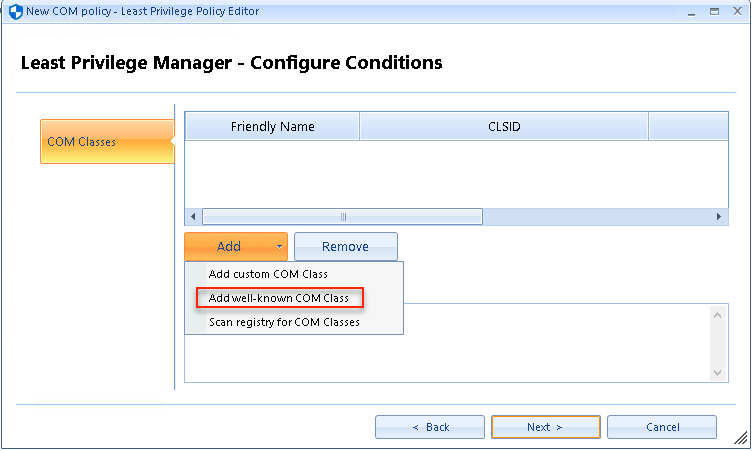 New COM policy - Least Privilege Policy Editor
Least Privilege Manager - Configure Conditions
COM Classes
Friendly Name CLSID
Add Remove
Add custom COM Class
Add well-known COM Class
Scan registry for COM Classes
< Back Next > Cancel